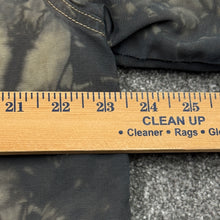 21 22 23 24 25
CLEAN UP
• Cleaner • Rags • Gl